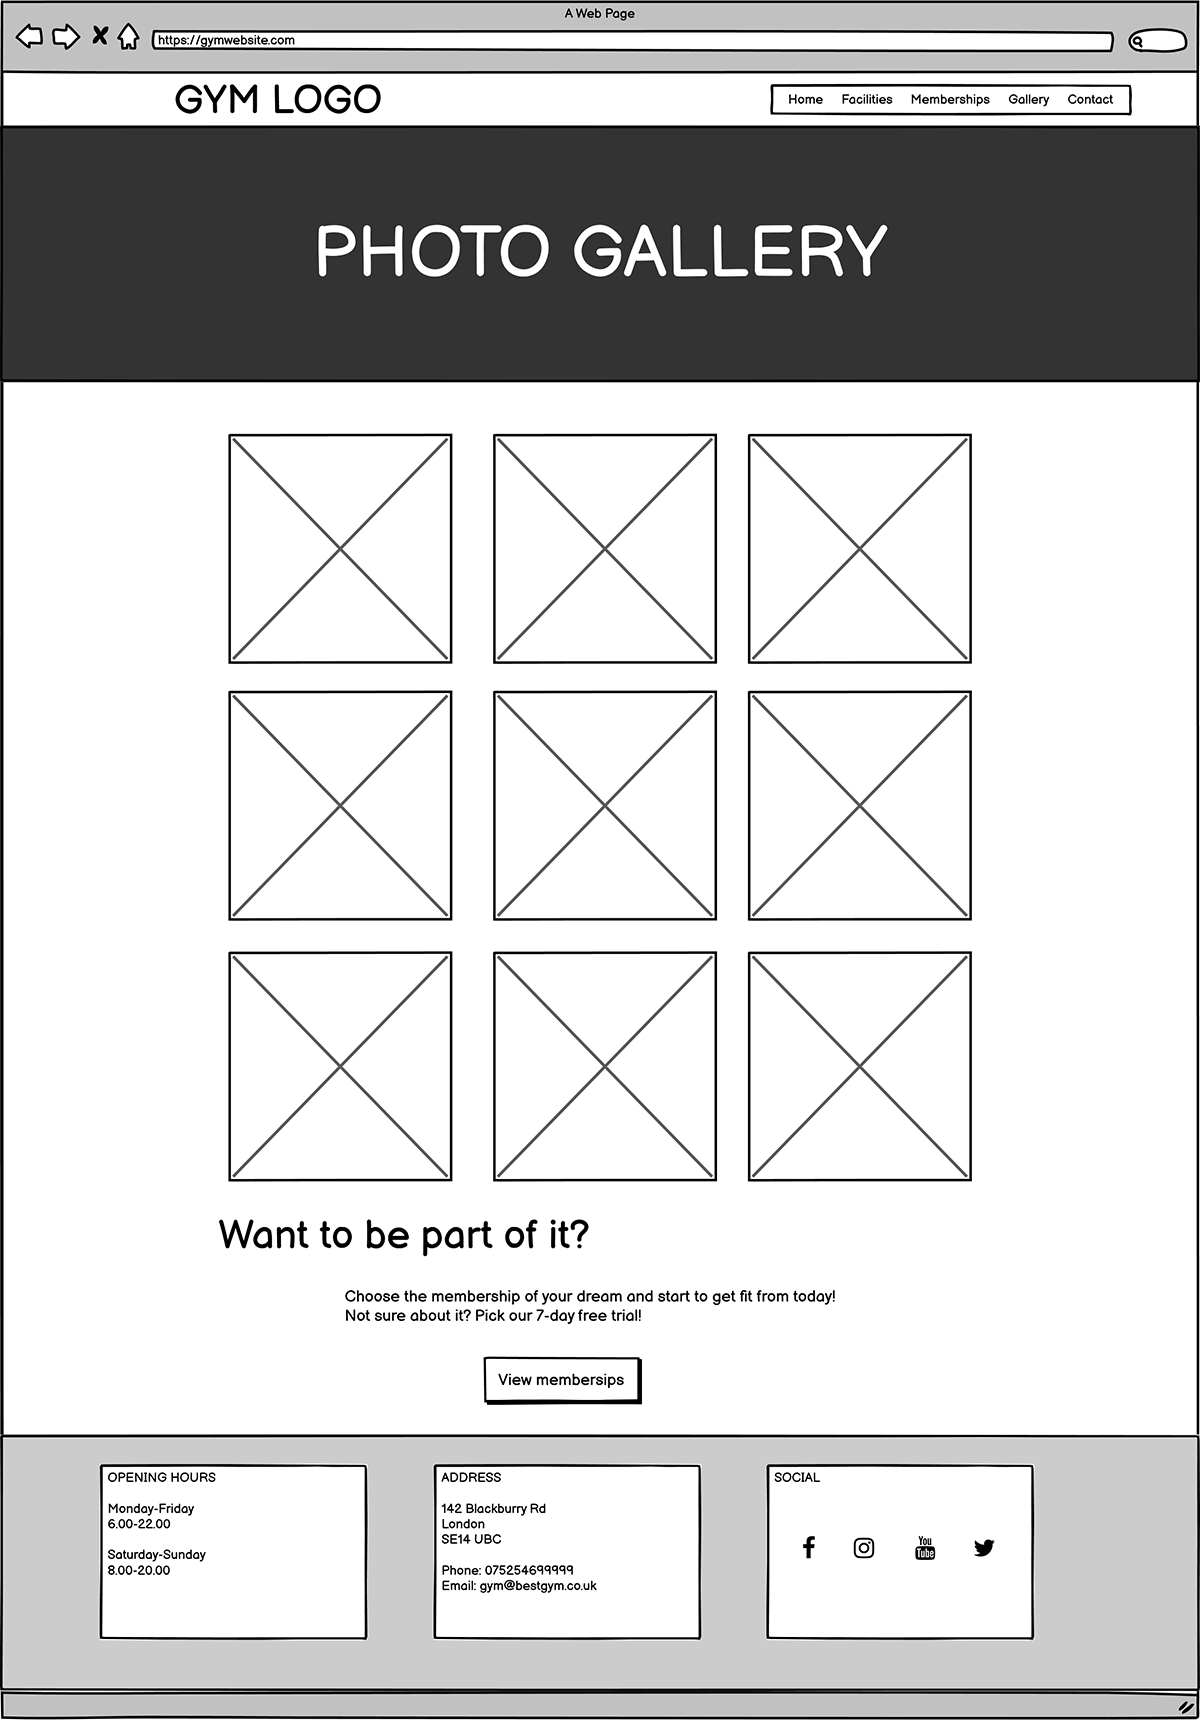 A Web Page
https://gymwebsite.com
GYM LOGO
Home Facilities Memberships Gallery Contact
PHOTO GALLERY
Want to be part of it?
Choose the membership of your dream and start to get fit from today!
Not sure about it? Pick our 7-day free trial!
View membersips
OPENING HOURS
Monday-Friday
6.00-22.00
Saturday-Sunday
8.00-20.00
ADDRESS
142 Blackburry Rd
London
SE14 UBC
Phone: 075254699999
Email: gym@bestgym.co.uk
SOCIAL
You
Tube